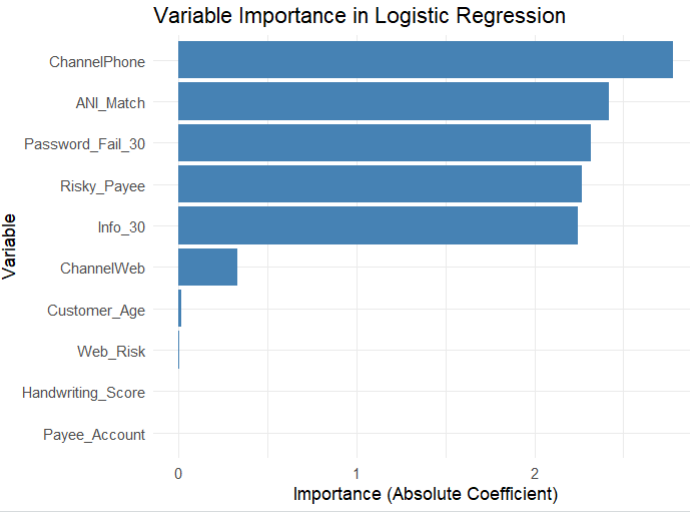 Variable Importance in Logistic Regression
ChannelPhone
ANI_Match
Password_Fail_30
Risky_Payee
Info_30
ChannelWeb
Customer_Age
Web_Risk
Handwriting_Score
Payee_Account
Variable
0 1 2
Importance (Absolute Coefficient)